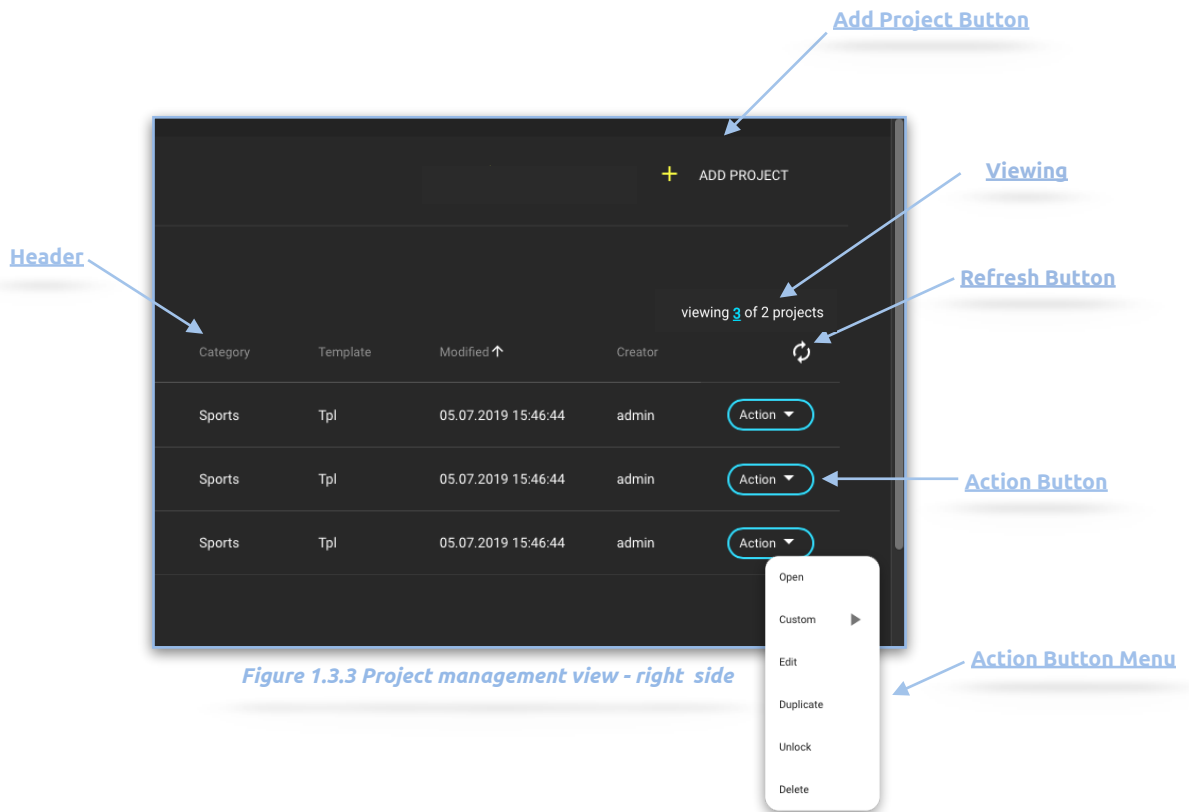 Add Project Button
+ ADD PROJECT
Viewing
Header
Refresh Button
viewing 3 of 2 projects
Category Template Modified Creator
Sports Tpl 05.07.2019 15:46:44 admin Action
Sports Tpl 05.07.2019 15:46:44 admin Action
Action Button
Sports Tpl 05.07.2019 15:46:44 admin Action
Open
Custom
Edit
Action Button Menu
Figure 1.3.3 Project management view - right side
Duplicate
Unlock
Delete